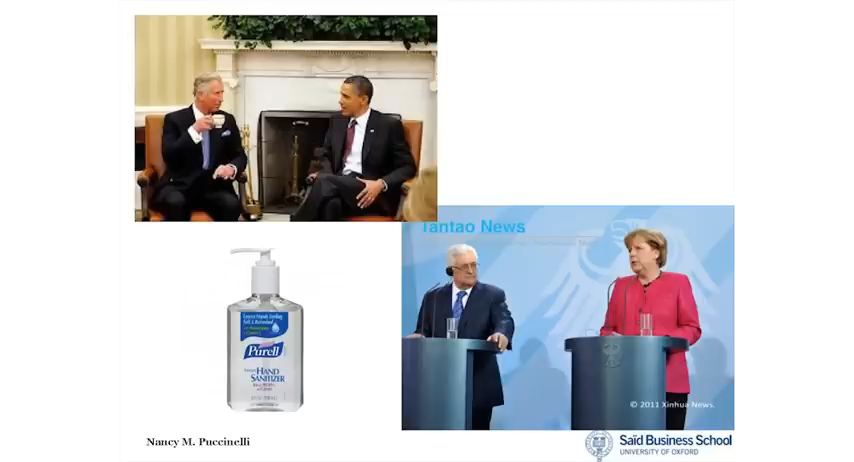 Tantao News
Purell
HAND
SANITIZER
© 2011 Xinhua News.
Nancy M. Puccinelli
Saïd Business School
UNIVERSITY OF OXFORD